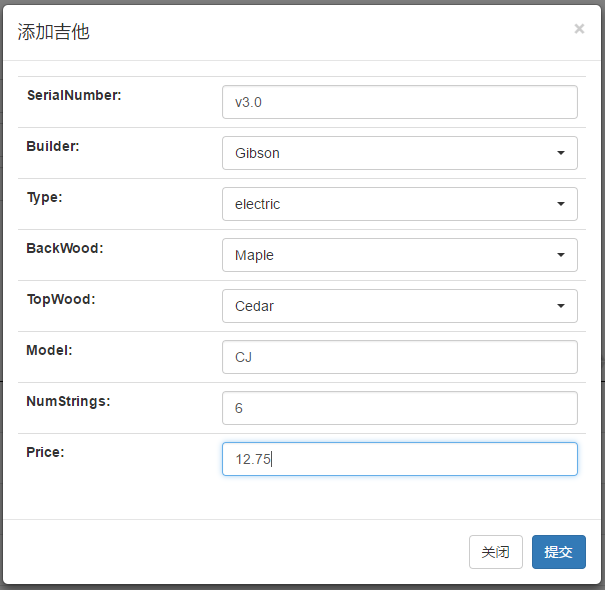 添加吉他 ×
SerialNumber: v3.0
Builder: Gibson
Type: electric
BackWood: Maple
TopWood: Cedar
Model: CJ
NumStrings: 6
Price: 12.75
关闭 提交